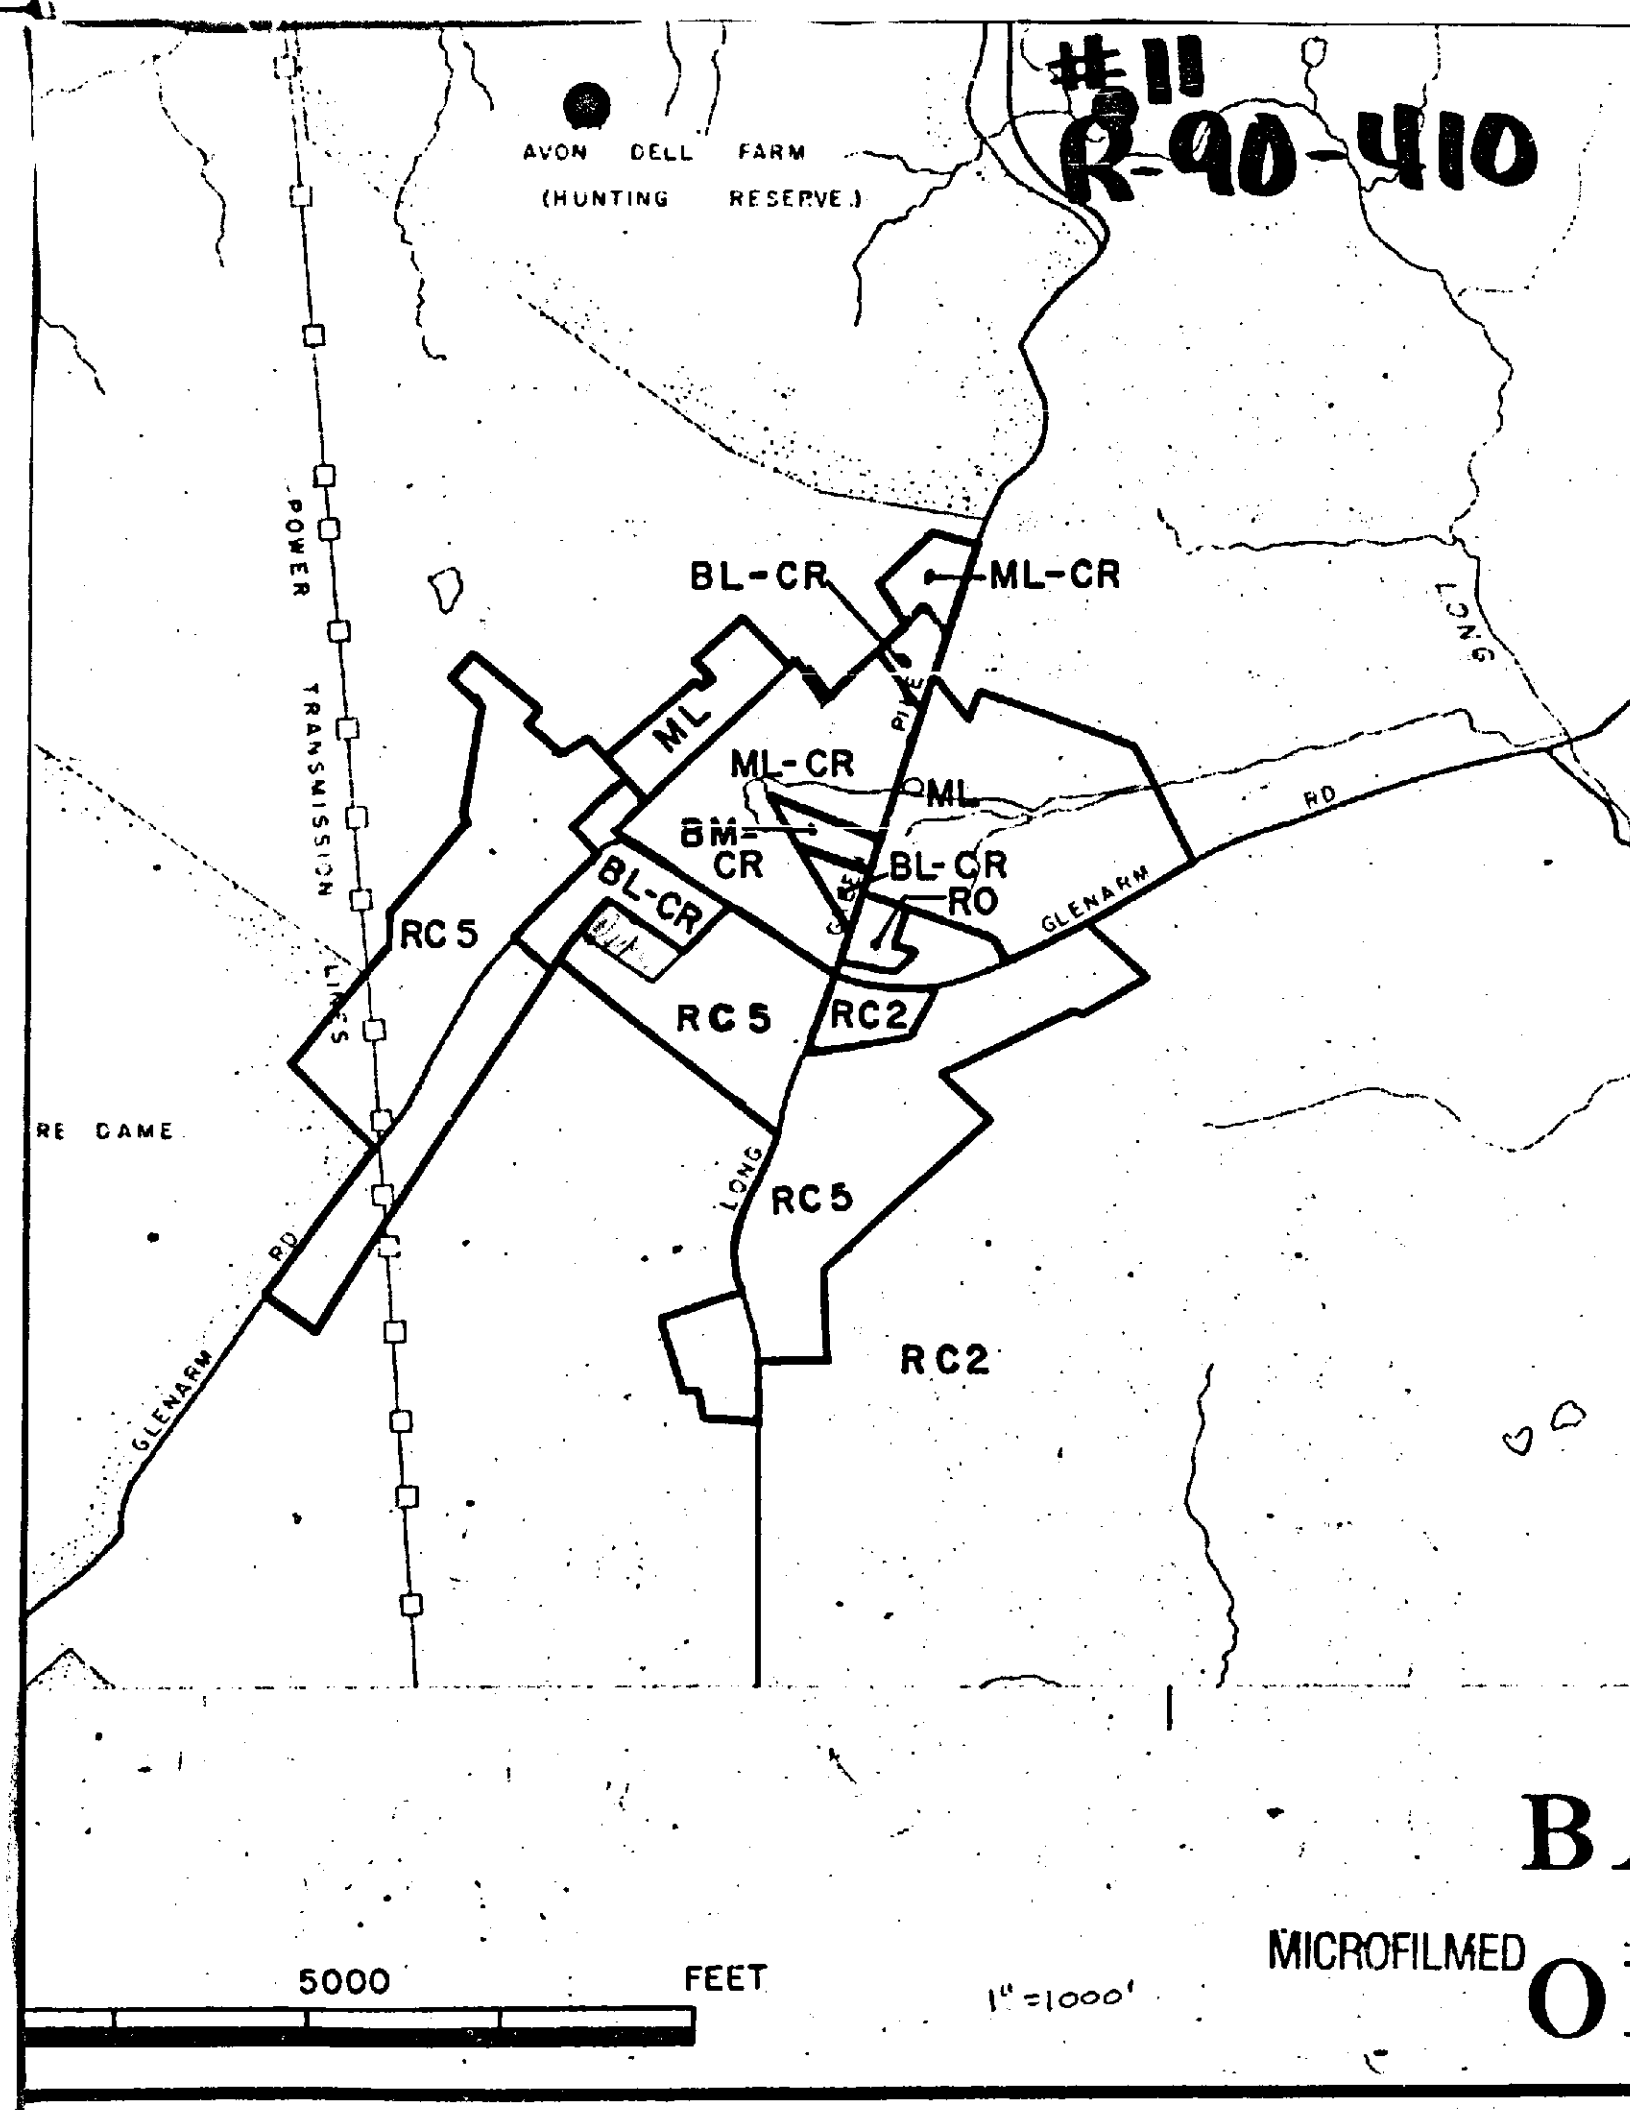 #11
R-90-410
AVON DELL FARM
(HUNTING RESERVE)
POWER TRANSMISSION LINES
BL-CR
ML-CR
LONG
ML
PIKE
ML-CR
ML
RD
BM-
CR
BL-CR
BL-CR
GREEN
RO
GLENARM
RC5
RC5
RC2
RE DAME
LONG
RC5
RD
RC2
GLENARM
B
MICROFILMED
O
5000 FEET
1" = 1000'